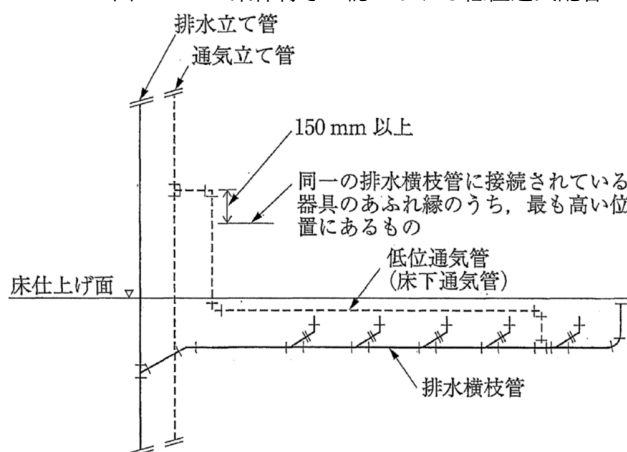 排水立て管
通気立て管
150 mm 以上
同一の排水横枝管に接続されている
器具のあふれ縁のうち，最も高い位
置にあるもの
低位通気管
（床下通気管）
床仕上げ面
排水横枝管